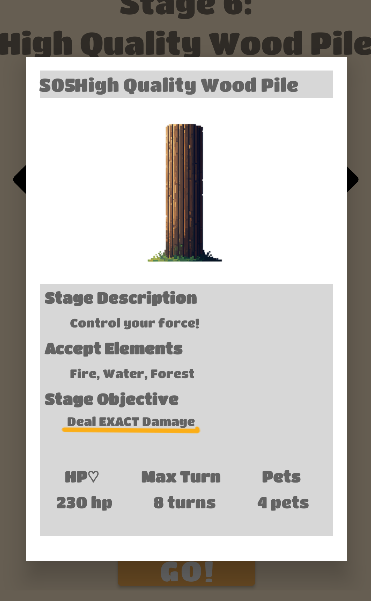 Stage 6:
High Quality Wood Pile
S05High Quality Wood Pile
Stage Description
Control your force!
Accept Elements
Fire, Water, Forest
Stage Objective
Deal EXACT Damage
HP♡ Max Turn Pets
230 hp 8 turns 4 pets
GO!